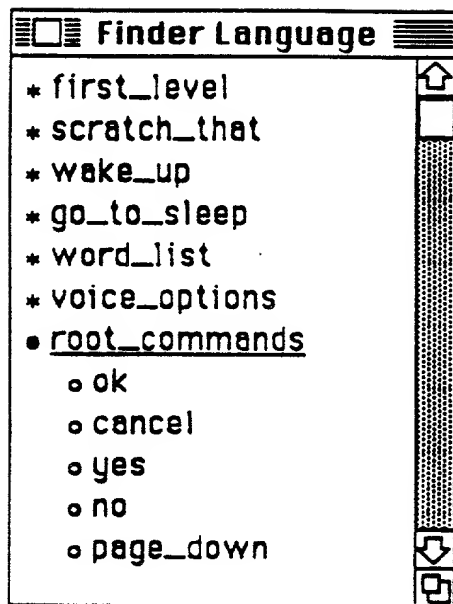 Finder Language
* first_level
* scratch_that
* wake_up
* go_to_sleep
* word_list
* voice_options
• root_commands
o ok
o cancel
o yes
o no
o page_down